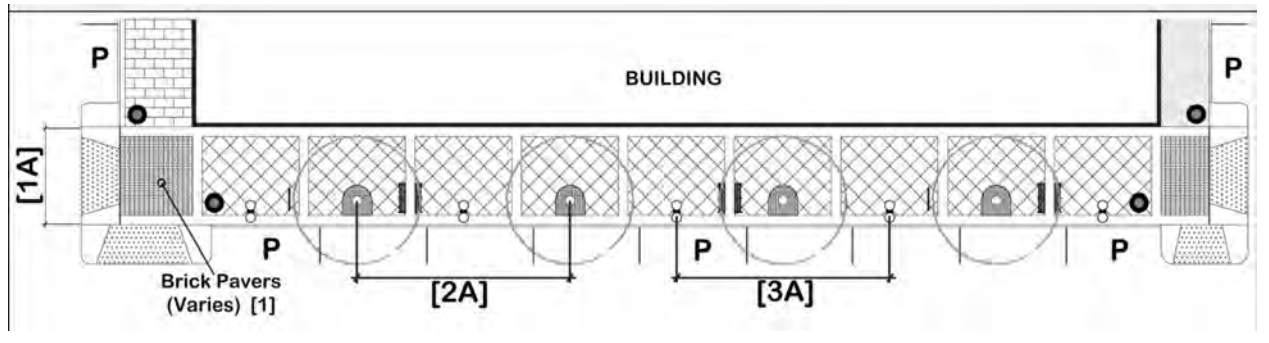 P
BUILDING
P
[1A]
P
P
P
Brick Pavers
(Varies) [1]
[2A]
[3A]